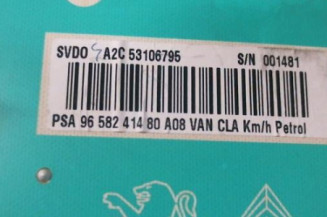 SVDO A2C 53106795 S/N 001481
PSA 96 582 414 80 A08 VAN CLA Km/h Petrol